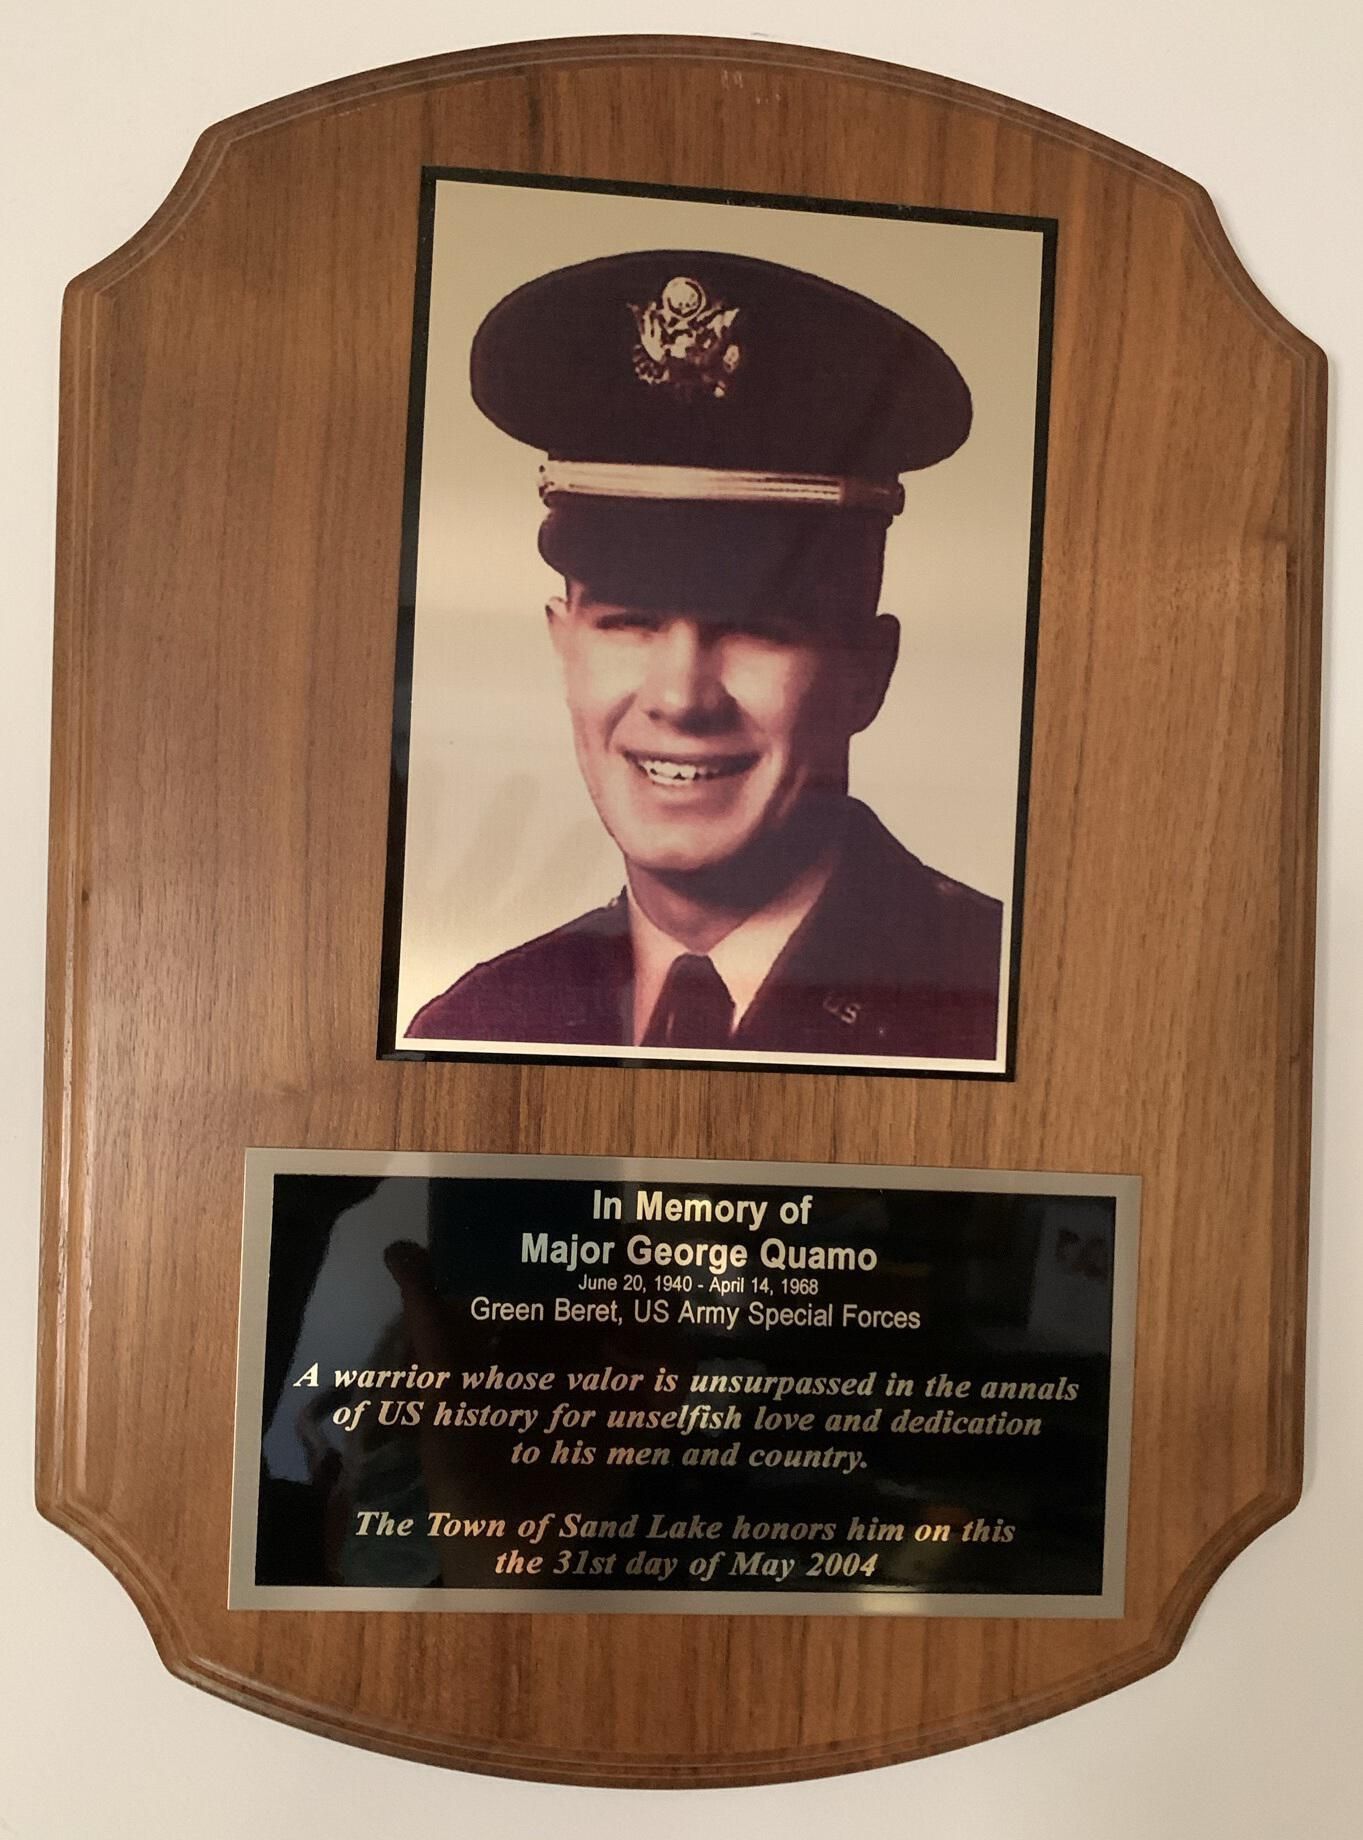 US
In Memory of
Major George Quamo
June 20, 1940 - April 14, 1968
Green Beret, US Army Special Forces
A warrior whose valor is unsurpassed in the annals
of US history for unselfish love and dedication
to his men and country.
The Town of Sand Lake honors him on this
the 31st day of May 2004